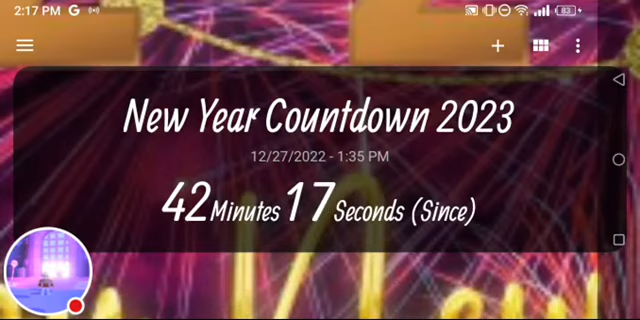 2:17 PM G 83
New Year Countdown 2023
12/27/2022 - 1:35 PM
42 Minutes 17 Seconds (Since)